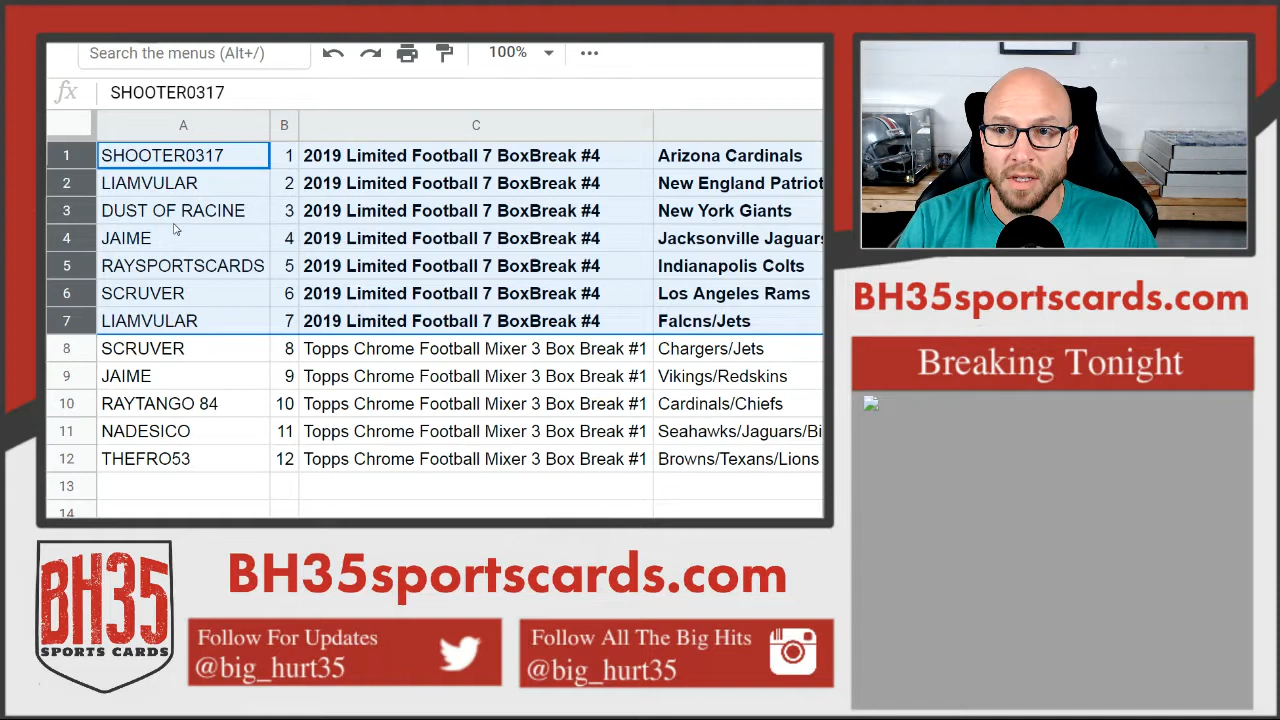 Search the menus (Alt+/)
100%
fx SHOOTER0317
A B C
1 SHOOTER0317 1 2019 Limited Football 7 BoxBreak #4 Arizona Cardinals
2 LIAMVULAR 2 2019 Limited Football 7 BoxBreak #4 New England Patriot
3 DUST OF RACINE 3 2019 Limited Football 7 BoxBreak #4 New York Giants
4 JAIME 4 2019 Limited Football 7 BoxBreak #4 Jacksonville Jaguars
5 RAYSPORTSCARDS 5 2019 Limited Football 7 BoxBreak #4 Indianapolis Colts
6 SCRUVER 6 2019 Limited Football 7 BoxBreak #4 Los Angeles Rams
7 LIAMVULAR 7 2019 Limited Football 7 BoxBreak #4 Falcns/Jets
8 SCRUVER 8 Topps Chrome Football Mixer 3 Box Break #1 Chargers/Jets
9 JAIME 9 Topps Chrome Football Mixer 3 Box Break #1 Vikings/Redskins
10 RAYTANGO 84 10 Topps Chrome Football Mixer 3 Box Break #1 Cardinals/Chiefs
11 NADESICO 11 Topps Chrome Football Mixer 3 Box Break #1 Seahawks/Jaguars/Bi
12 THEFRO53 12 Topps Chrome Football Mixer 3 Box Break #1 Browns/Texans/Lions
13
14
BH35sportscards.com
Breaking Tonight
BH35
SPORTS CARDS
BH35sportscards.com
Follow For Updates
@big_hurt35
Follow All The Big Hits
@big_hurt35